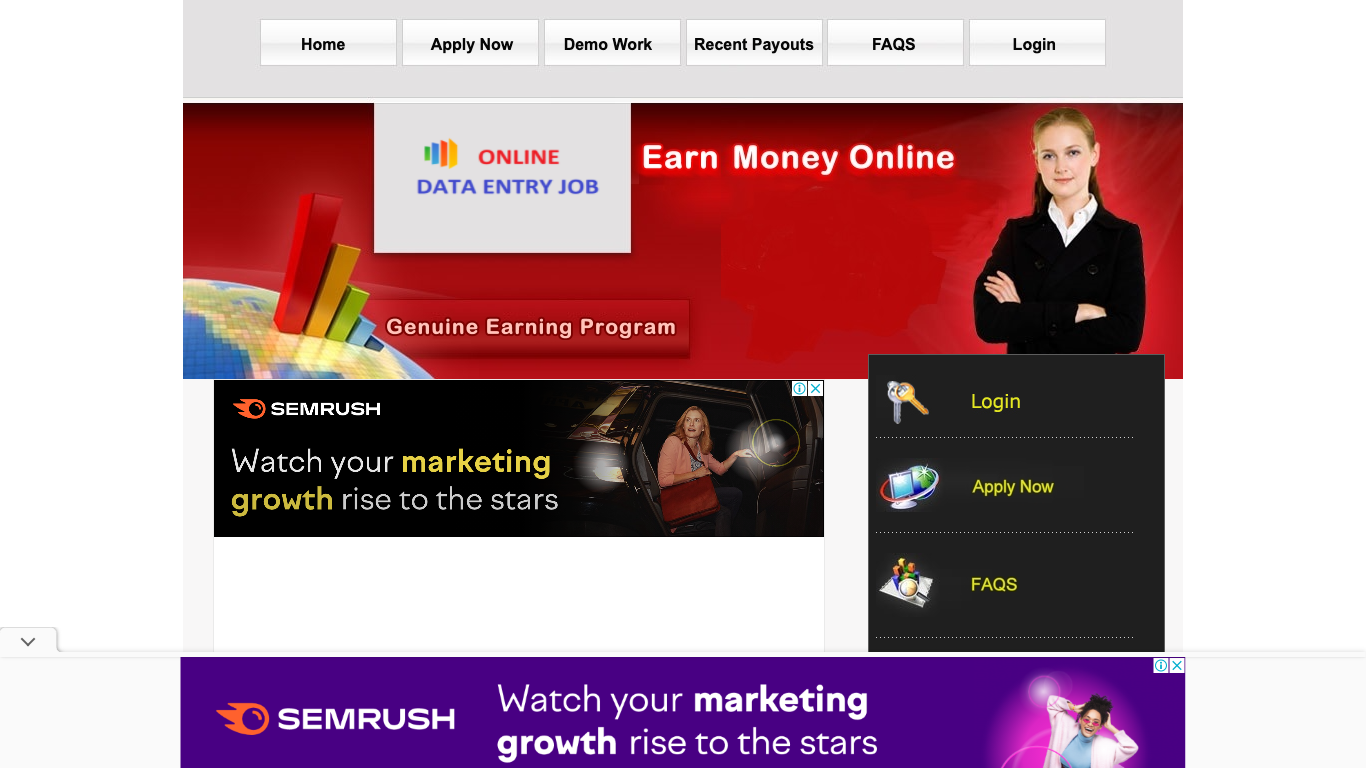 Home
Apply Now
Demo Work
Recent Payouts
FAQS
Login
ONLINE
DATA ENTRY JOB
Earn Money Online
Genuine Earning Program
SEMRUSH
Watch your marketing
growth rise to the stars
Login
Apply Now
FAQS
SEMRUSH
Watch your marketing
growth rise to the stars